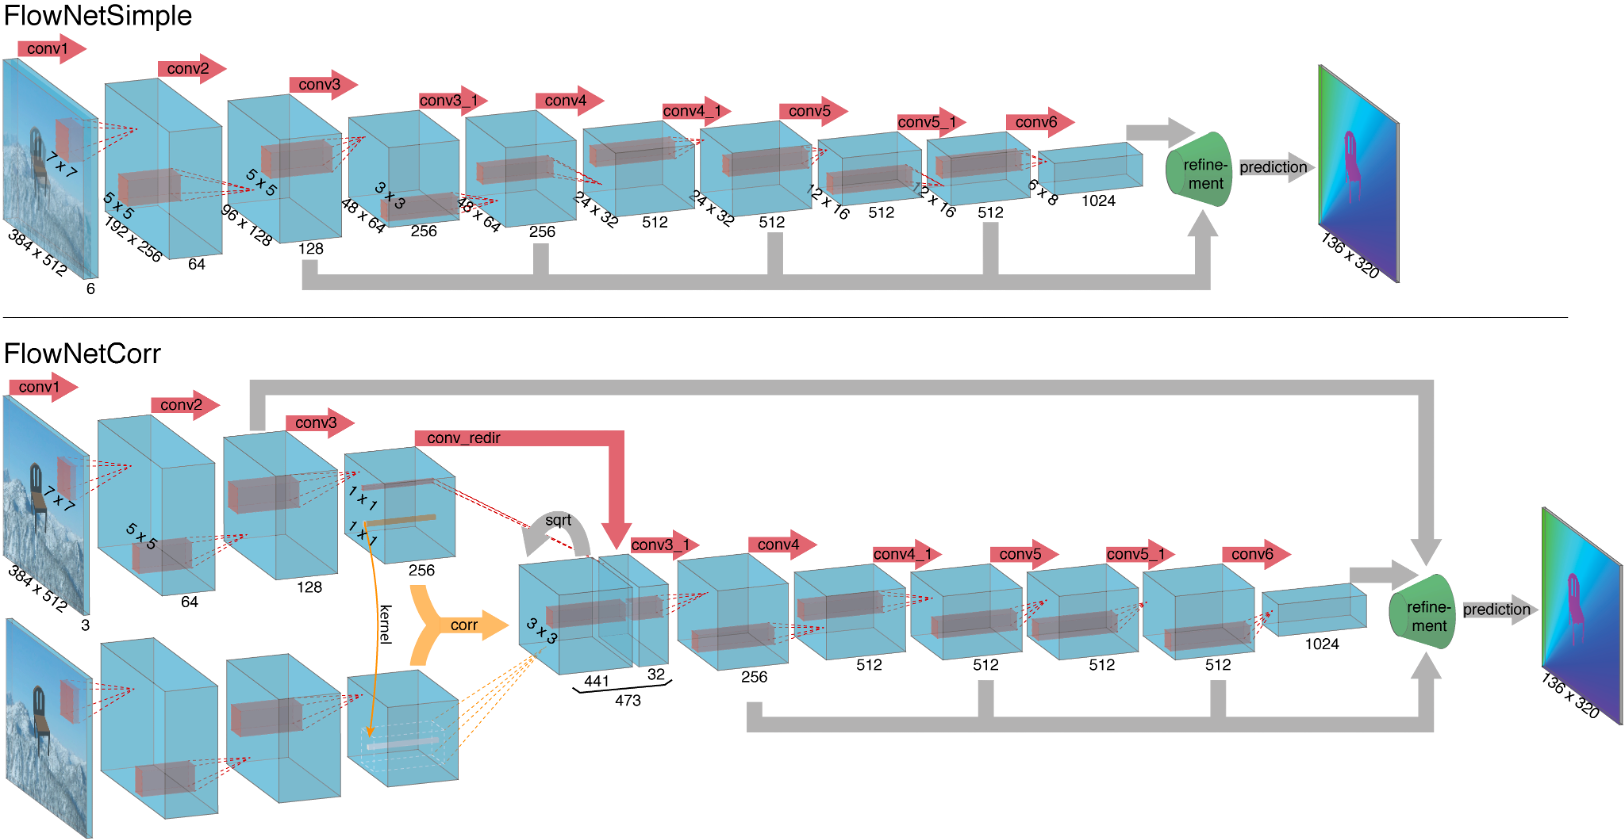 FlowNetSimple
conv1
conv2
conv3
conv3_1
conv4
conv4_1
conv5
conv5_1
conv6
7 x 7
5 x 5
5 x 5
3 x 3
384 x 512
192 x 256
96 x 128
48 x 64
48 x 64
24 x 32
24 x 32
12 x 16
12 x 16
6 x 8
6
64
128
256
256
512
512
512
512
1024
refine-
ment
prediction
136 x 320
FlowNetCorr
conv1
conv2
conv3
conv_redir
sqrt
conv3_1
conv4
conv4_1
conv5
conv5_1
conv6
7 x 7
5 x 5
1 x 1
1 x 1
384 x 512
3
64
128
256
kernel
corr
3 x 3
441
32
473
256
512
512
512
512
1024
refine-
ment
prediction
136 x 320